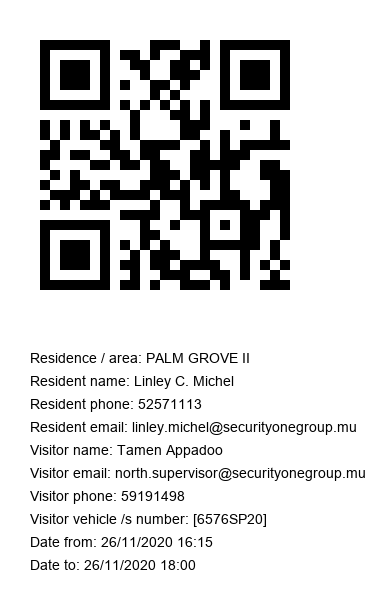 Residence / area: PALM GROVE II
Resident name: Linley C. Michel
Resident phone: 52571113
Resident email: linley.michel@securityonegroup.mu
Visitor name: Tamen Appadoo
Visitor email: north.supervisor@securityonegroup.mu
Visitor phone: 59191498
Visitor vehicle /s number: [6576SP20]
Date from: 26/11/2020 16:15
Date to: 26/11/2020 18:00